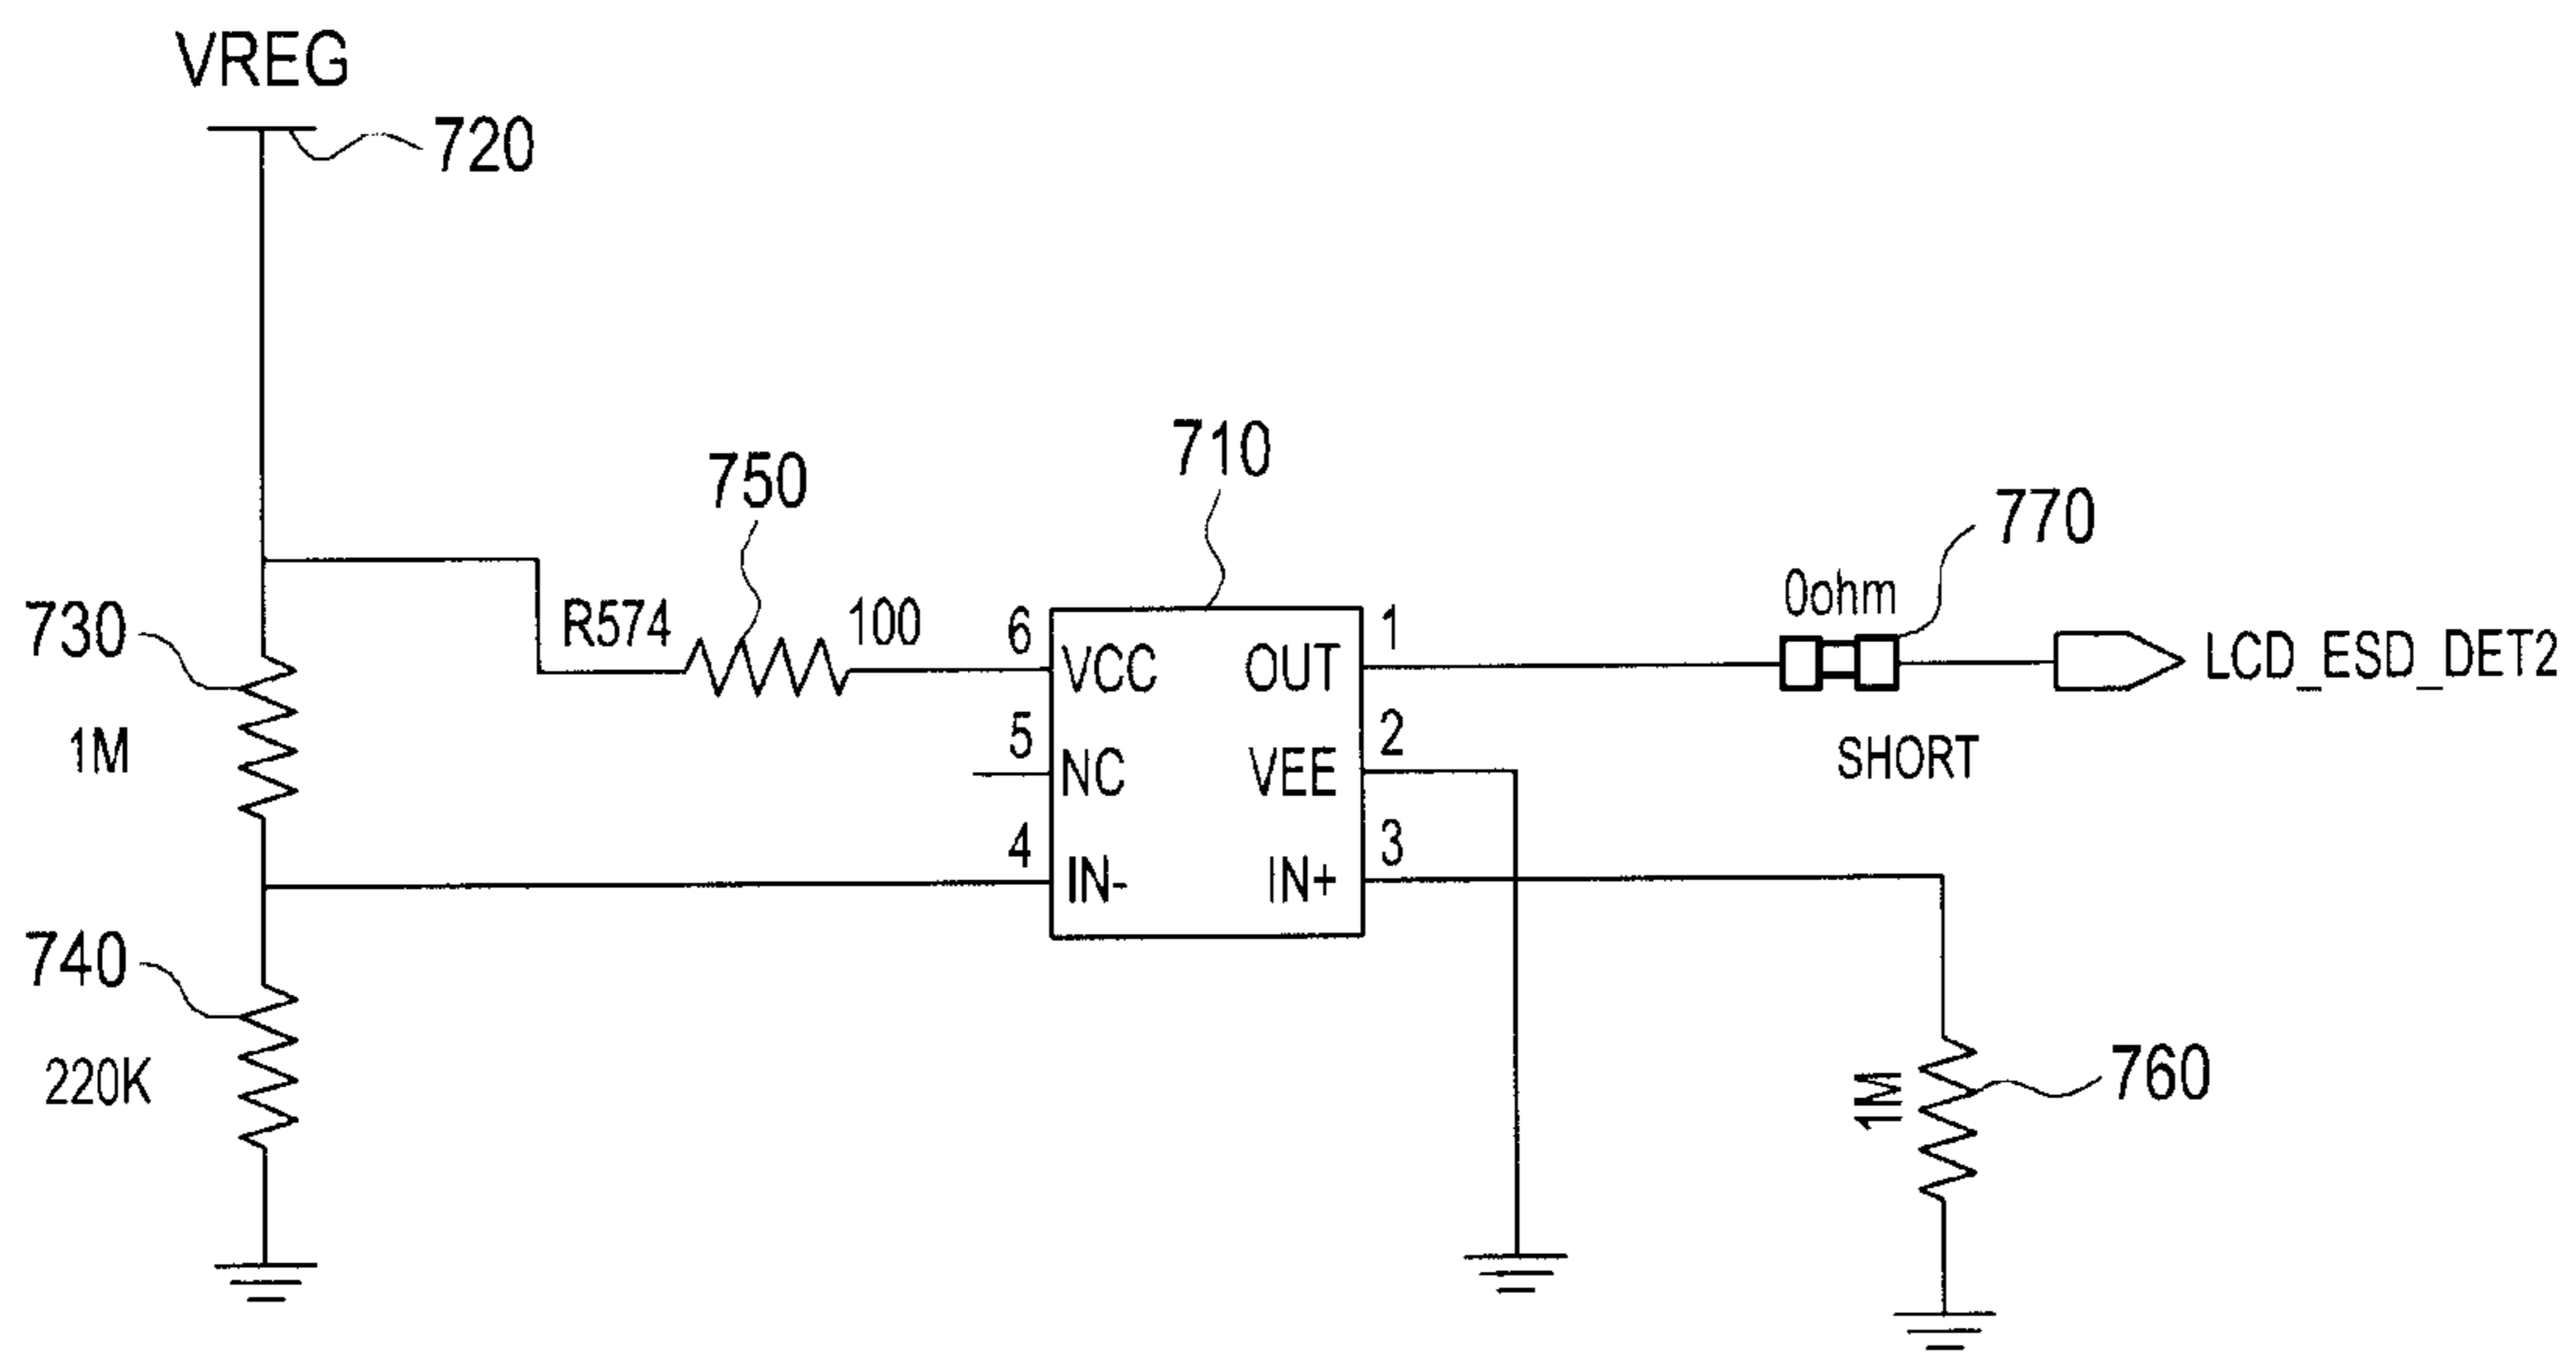 VREG
720
710
750
770
0ohm
730
R574
100
6
1
VCC
OUT
LCD_ESD_DET2
1M
5
2
NC
VEE
SHORT
4
3
IN-
IN+
740
220K
1M
760